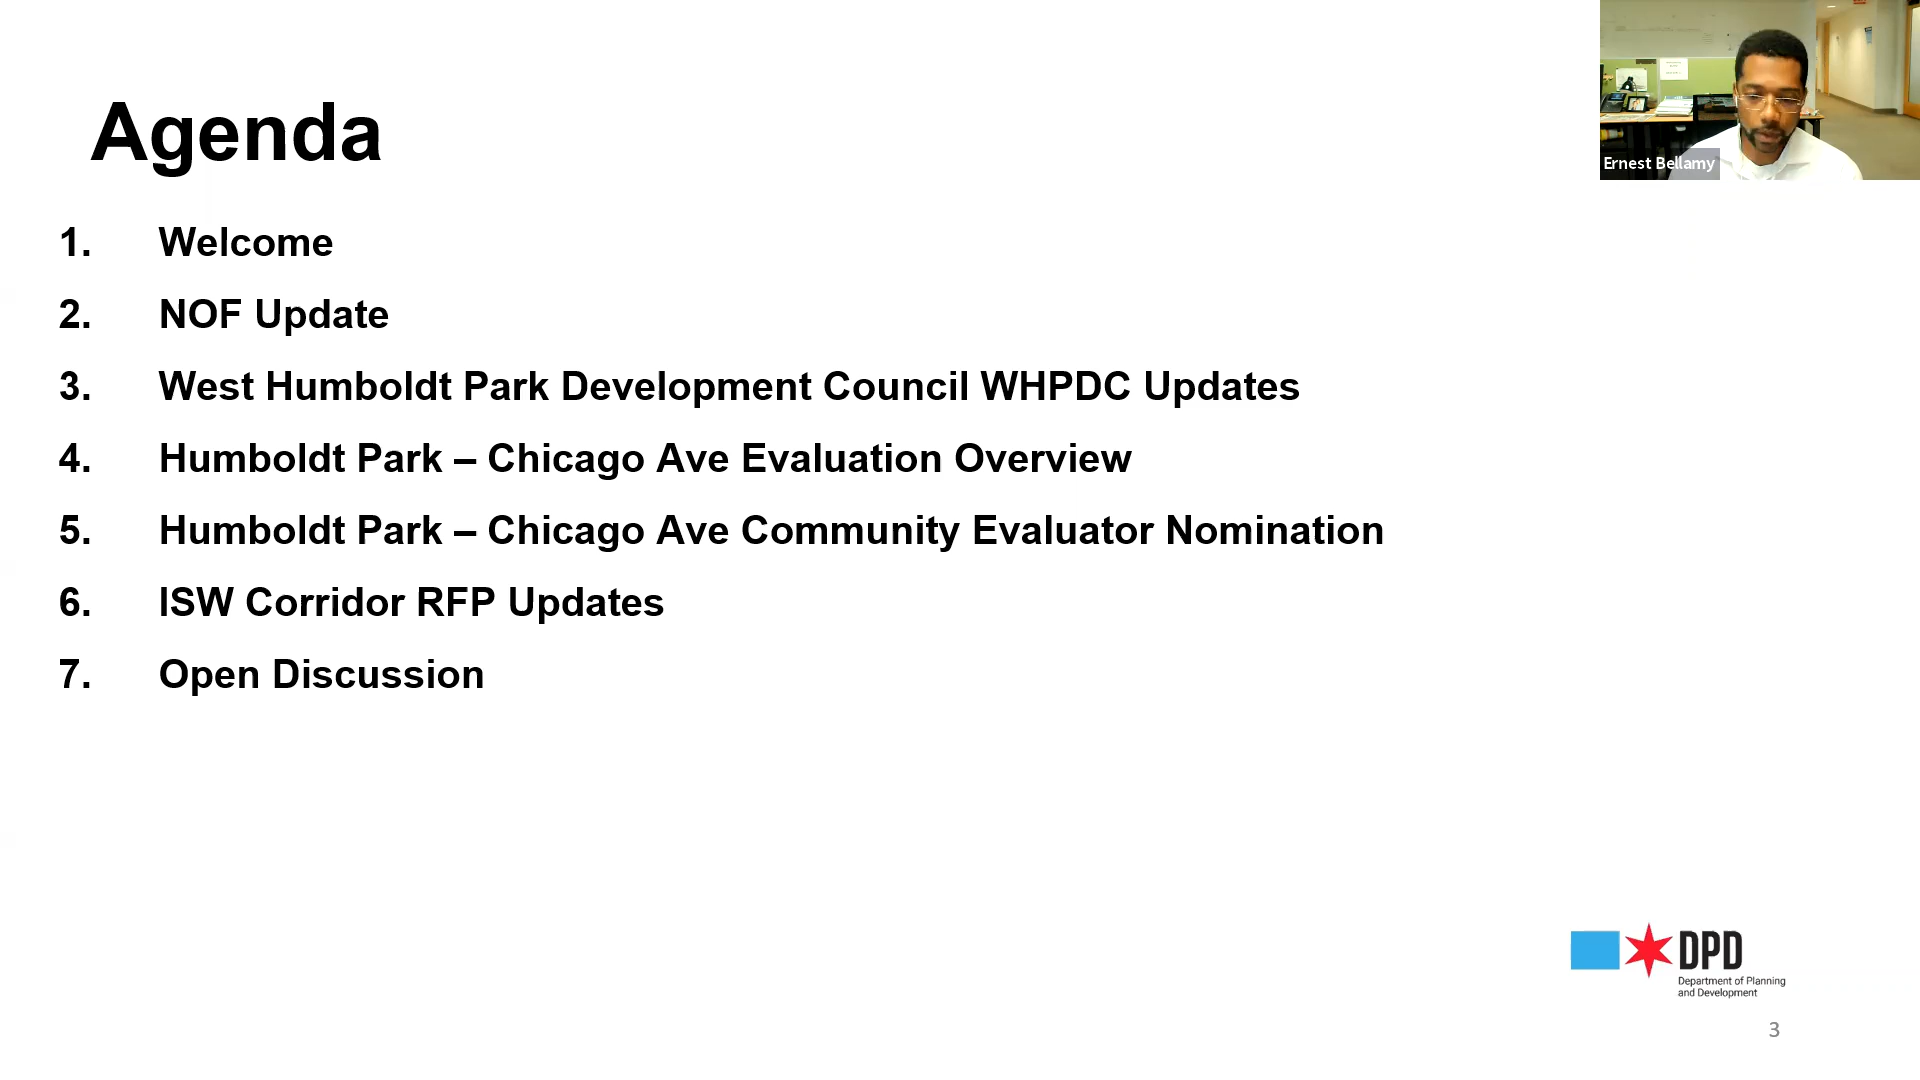 Agenda
Ernest Bellamy
1. Welcome
2. NOF Update
3. West Humboldt Park Development Council WHPDC Updates
4. Humboldt Park – Chicago Ave Evaluation Overview
5. Humboldt Park – Chicago Ave Community Evaluator Nomination
6. ISW Corridor RFP Updates
7. Open Discussion
DPD
Department of Planning
and Development
3